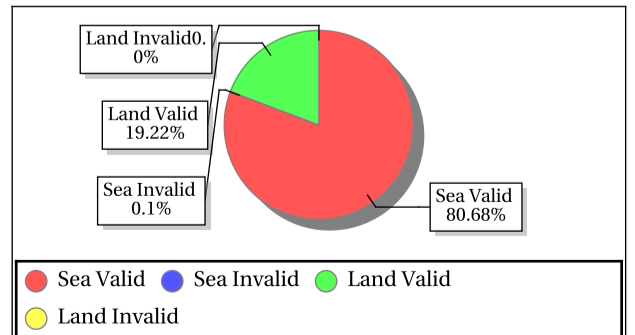 Land Invalid0.
0%
Land Valid
19.22%
Sea Invalid
0.1%
Sea Valid
80.68%
Sea Valid Sea Invalid Land Valid
Land Invalid